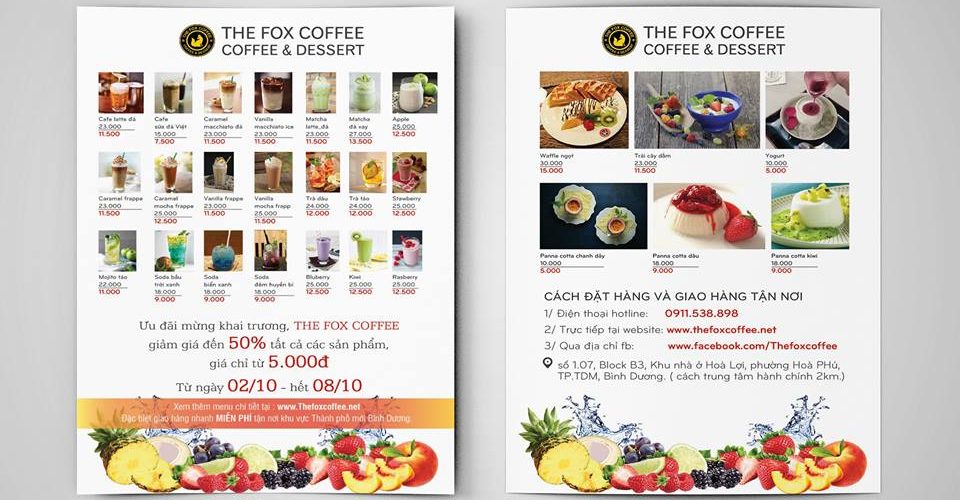 THE FOX COFFEE
COFFEE & DESSERT
Cafe latte đá
23.000
11.500
Cafe
sữa đá Việt
15.000
7.500
Caramel
macchiato đá
23.000
11.500
Vanilla
macchiato ice
23.000
11.500
Matcha
latte_đá
23.000
11.500
Matcha
đá xay
27.000
13.500
Apple
25.000
12.500
Caramel frappe
23.000
11.500
Caramel
mocha frappe
25.000
12.500
Vanilla frappe
23.000
11.500
Vanilla
mocha frapp
25.000
11.500
Trà dâu
24.000
12.000
Trà táo
24.000
12.000
Stawberry
25.000
12.500
Mojito táo
22.000
11.000
Soda bầu
trời xanh
18.000
9.000
Soda
biển xanh
18.000
9.000
Soda
đêm huyền bí
18.000
9.000
Bluberry
25.000
12.500
Kiwi
25.000
12.500
Rasberry
25.000
12.500
Ưu đãi mừng khai trương, THE FOX COFFEE
giảm giá đến 50% tất cả các sản phẩm,
giá chỉ từ 5.000đ
Từ ngày 02/10 - hết 08/10
Xem thêm menu chi tiết tại : www.Thefoxcoffee.net
Đặc biệt giao hàng nhanh MIỄN PHÍ tận nơi khu vực Thành phố mới Bình Dương.
THE FOX COFFEE
COFFEE & DESSERT
Waffle ngọt
30.000
15.000
Trái cây dầm
23.000
11.500
Yogurt
10.000
5.000
Panna cotta chanh dây
10.000
5.000
Panna cotta dâu
18.000
9.000
Panna cotta kiwi
18.000
9.000
CÁCH ĐẶT HÀNG VÀ GIAO HÀNG TẬN NƠI
1/ Điện thoại hotline: 0911.538.898
2/ Trực tiếp tại website: www.thefoxcoffee.net
3/ Qua địa chỉ fb: www.facebook.com/Thefoxcoffee
số 1.07, Block B3, Khu nhà ở Hoà Lợi, phường Hoà PHú,
TP.TDM, Bình Dương. ( cách trung tâm hành chính 2km.)